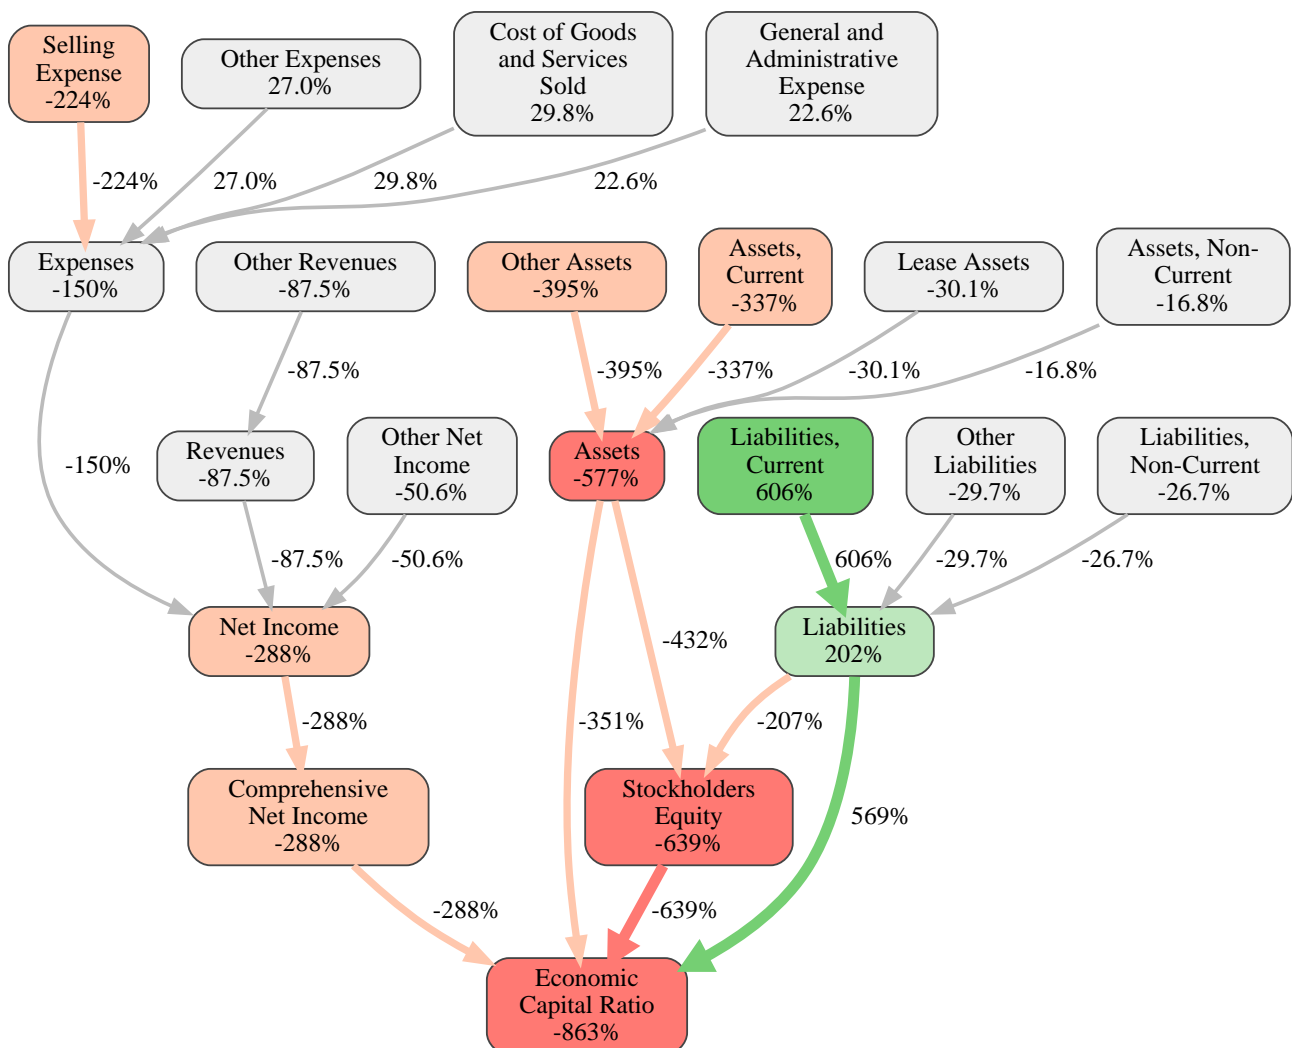 Selling
Expense
-224%
Other Expenses
27.0%
Cost of Goods
and Services
Sold
29.8%
General and
Administrative
Expense
22.6%
-224%
27.0%
29.8%
22.6%
Expenses
-150%
Other Revenues
-87.5%
Other Assets
-395%
Assets,
Current
-337%
Lease Assets
-30.1%
Assets, Non-
Current
-16.8%
-87.5%
-395%
-337%
-30.1%
-16.8%
-150%
Revenues
-87.5%
Other Net
Income
-50.6%
Assets
-577%
Liabilities,
Current
606%
Other
Liabilities
-29.7%
Liabilities,
Non-Current
-26.7%
-87.5%
-50.6%
606%
-29.7%
-26.7%
Net Income
-288%
-432%
Liabilities
202%
-288%
-351%
-207%
Comprehensive
Net Income
-288%
Stockholders
Equity
-639%
569%
-288%
-639%
Economic
Capital Ratio
-863%